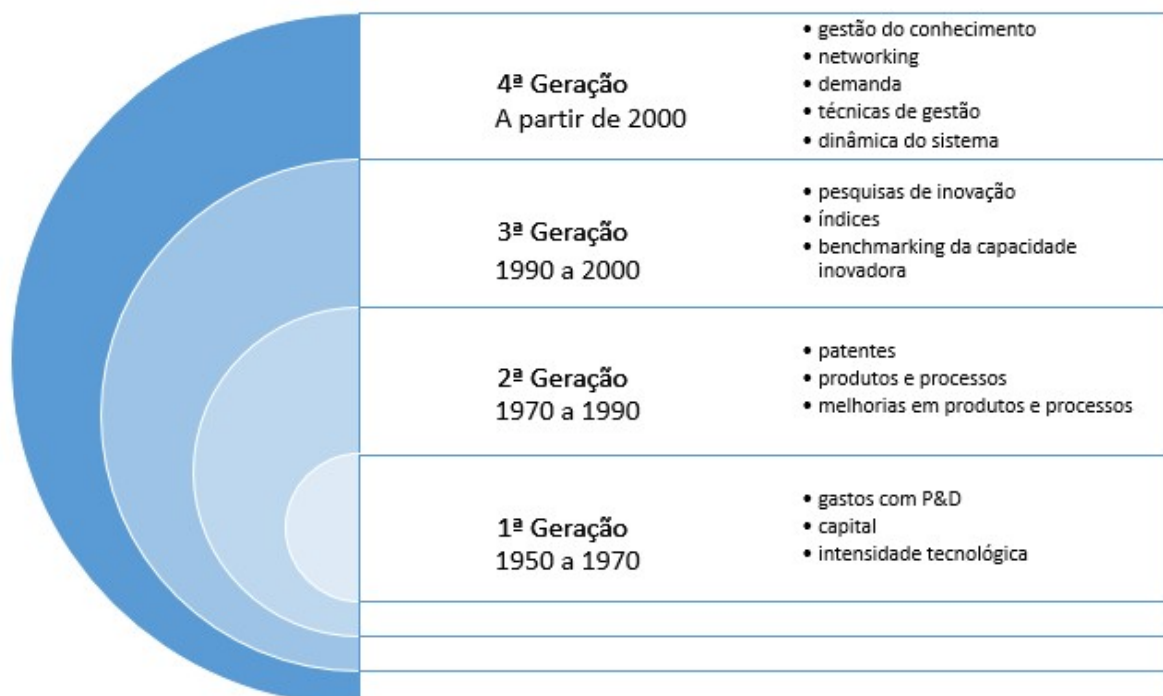 4ª Geração
A partir de 2000
• gestão do conhecimento
• networking
• demanda
• técnicas de gestão
• dinâmica do sistema
3ª Geração
1990 a 2000
• pesquisas de inovação
• índices
• benchmarking da capacidade
inovadora
2ª Geração
1970 a 1990
• patentes
• produtos e processos
• melhorias em produtos e processos
1ª Geração
1950 a 1970
• gastos com P&D
• capital
• intensidade tecnológica